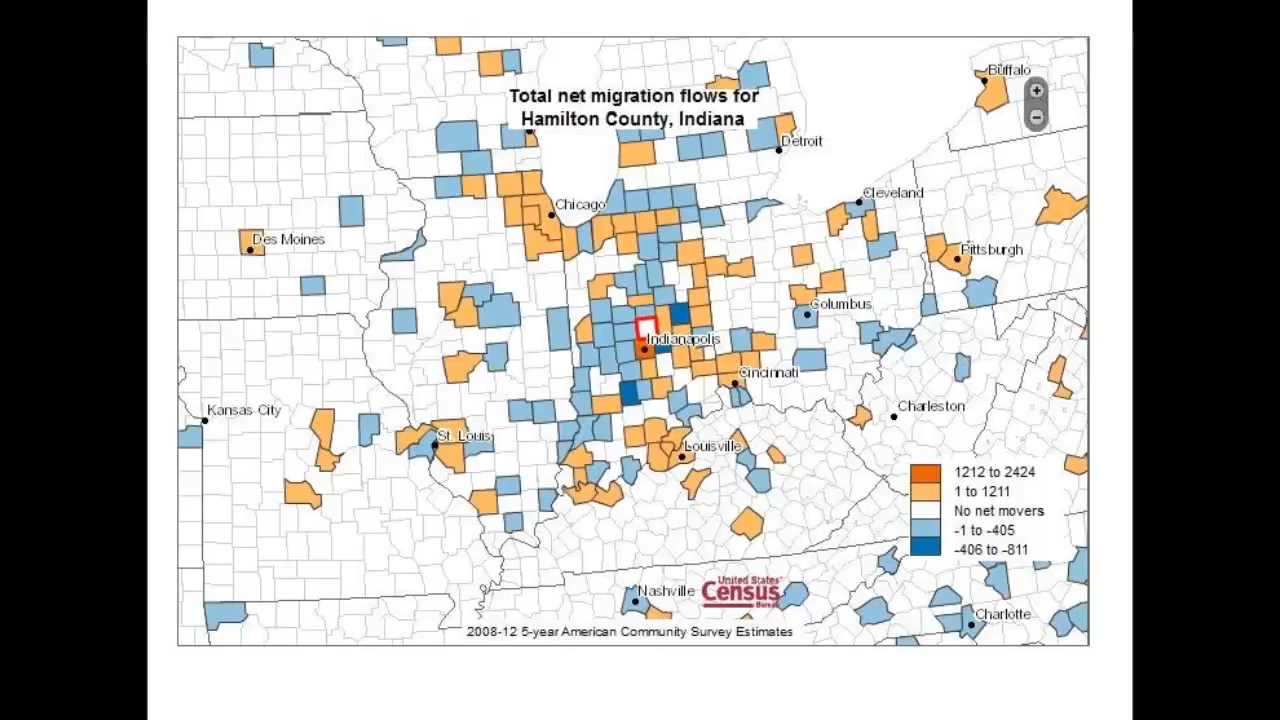 Buffalo
Total net migration flows for
Hamilton County, Indiana
Detroit
Cleveland
Chicago
Des Moines
Pittsburgh
Columbus
Indianapolis
Cincinnati
Kansas City
Charleston
St. Louis
Louisville
1212 to 2424
1 to 1211
No net movers
-1 to -405
-406 to -811
United States
Census
Bureau
Nashville
Charlotte
2008-12 5-year American Community Survey Estimates